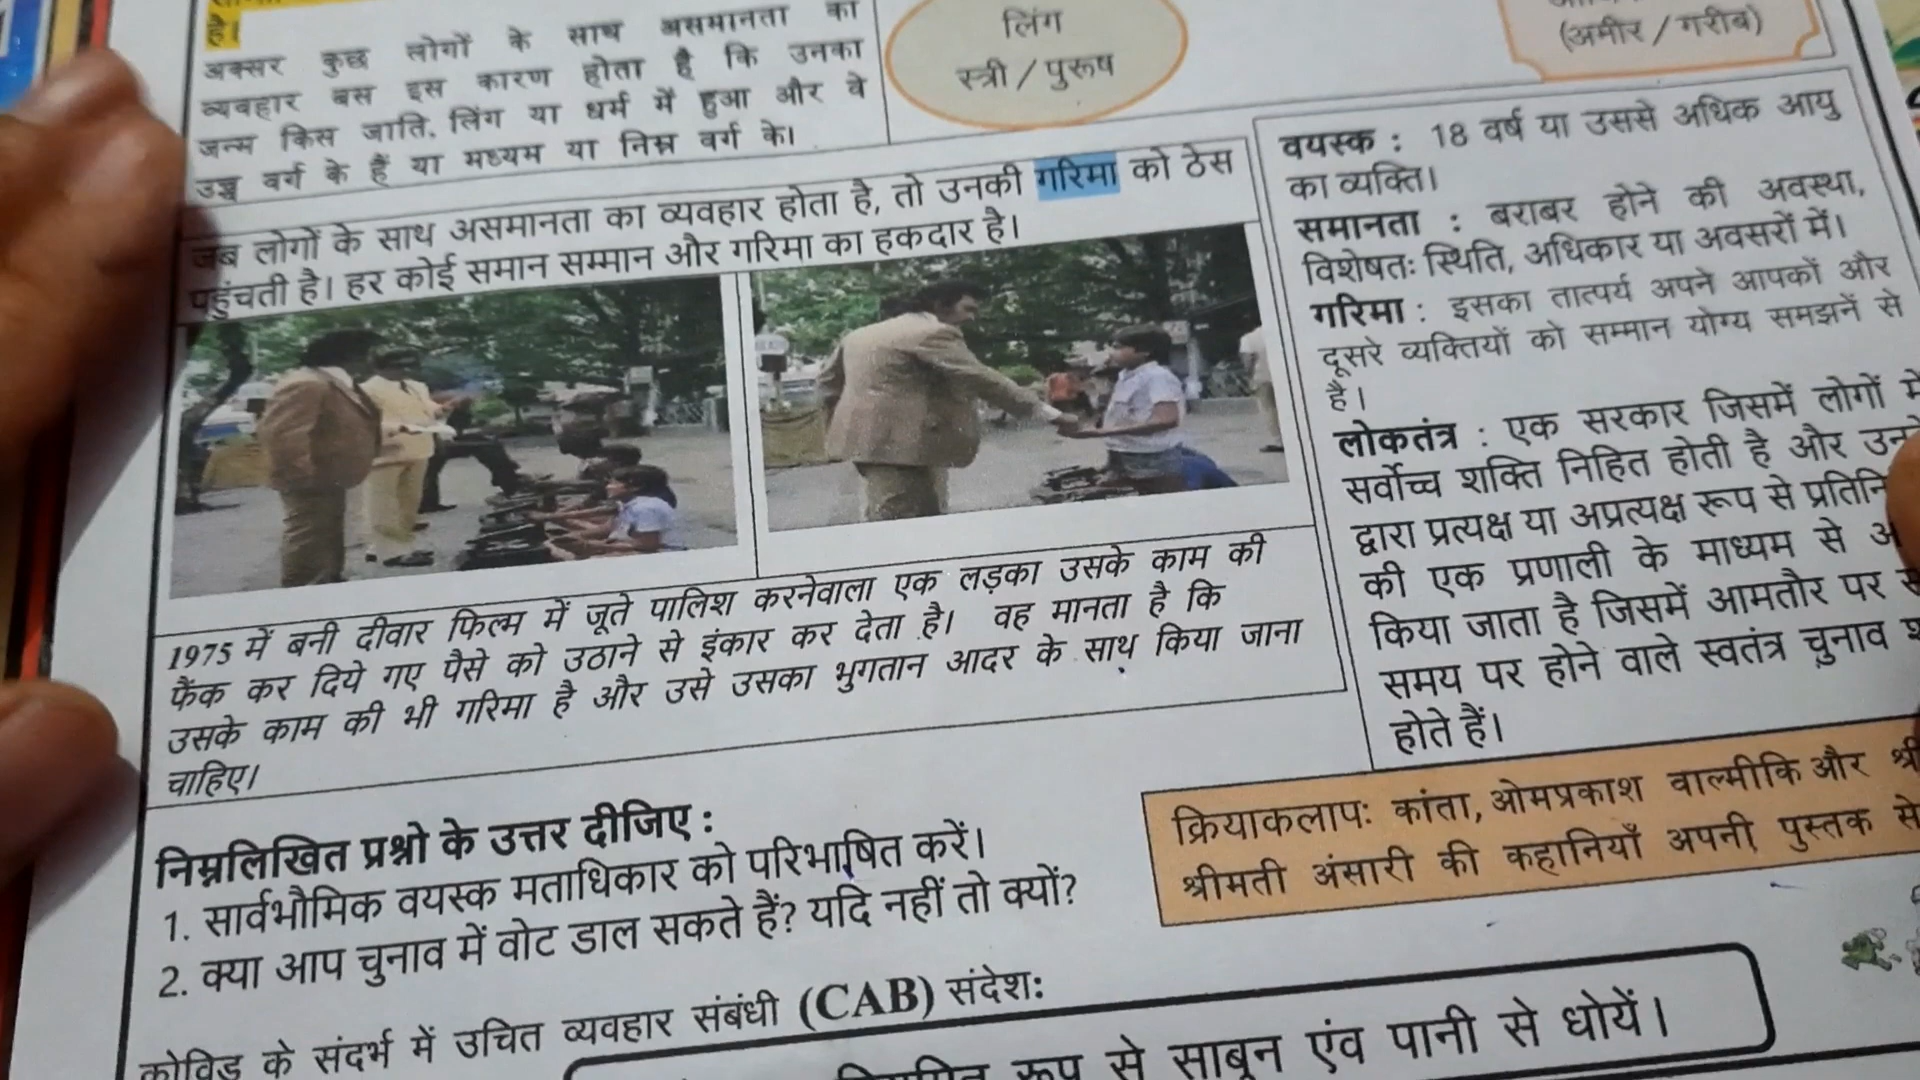 है।
अक्सर कुछ लोगों के साथ असमानता का
व्यवहार बस इस कारण होता है कि उनका
जन्म किस जाति, लिंग या धर्म में हुआ और वे
उच्च वर्ग के हैं या मध्यम या निम्न वर्ग के।
लिंग
स्त्री / पुरूष
(अमीर / गरीब)
जब लोगों के साथ असमानता का व्यवहार होता है, तो उनकी गरिमा को ठेस
पहुंचती है। हर कोई समान सम्मान और गरिमा का हकदार है।
1975 में बनी दीवार फिल्म में जूते पालिश करनेवाला एक लड़का उसके काम की
फैंक कर दिये गए पैसे को उठाने से इंकार कर देता है। वह मानता है कि
उसके काम की भी गरिमा है और उसे उसका भुगतान आदर के साथ किया जाना
चाहिए।
वयस्क : 18 वर्ष या उससे अधिक आयु
का व्यक्ति।
समानता : बराबर होने की अवस्था,
विशेषतः स्थिति, अधिकार या अवसरों में।
गरिमा : इसका तात्पर्य अपने आपकों और
दूसरे व्यक्तियों को सम्मान योग्य समझनें से
है।
लोकतंत्र : एक सरकार जिसमें लोगों में
सर्वोच्च शक्ति निहित होती है और
द्वारा प्रत्यक्ष या अप्रत्यक्ष रूप से
की एक प्रणाली के माध्यम से
किया जाता है जिसमें आमतौर पर
समय पर होने वाले स्वतंत्र चुनाव
होते हैं।
निम्नलिखित प्रश्नो के उत्तर दीजिए :
1. सार्वभौमिक वयस्क मताधिकार को परिभाषित करें।
2. क्या आप चुनाव में वोट डाल सकते हैं? यदि नहीं तो क्यों?
क्रियाकलापः कांता, ओमप्रकाश वाल्मीकि और
श्रीमती अंसारी की कहानियाँ अपनी पुस्तक से
कोविड के संदर्भ में उचित व्यवहार संबंधी (CAB) संदेशः
रूप से साबुन एंव पानी से धोयें।